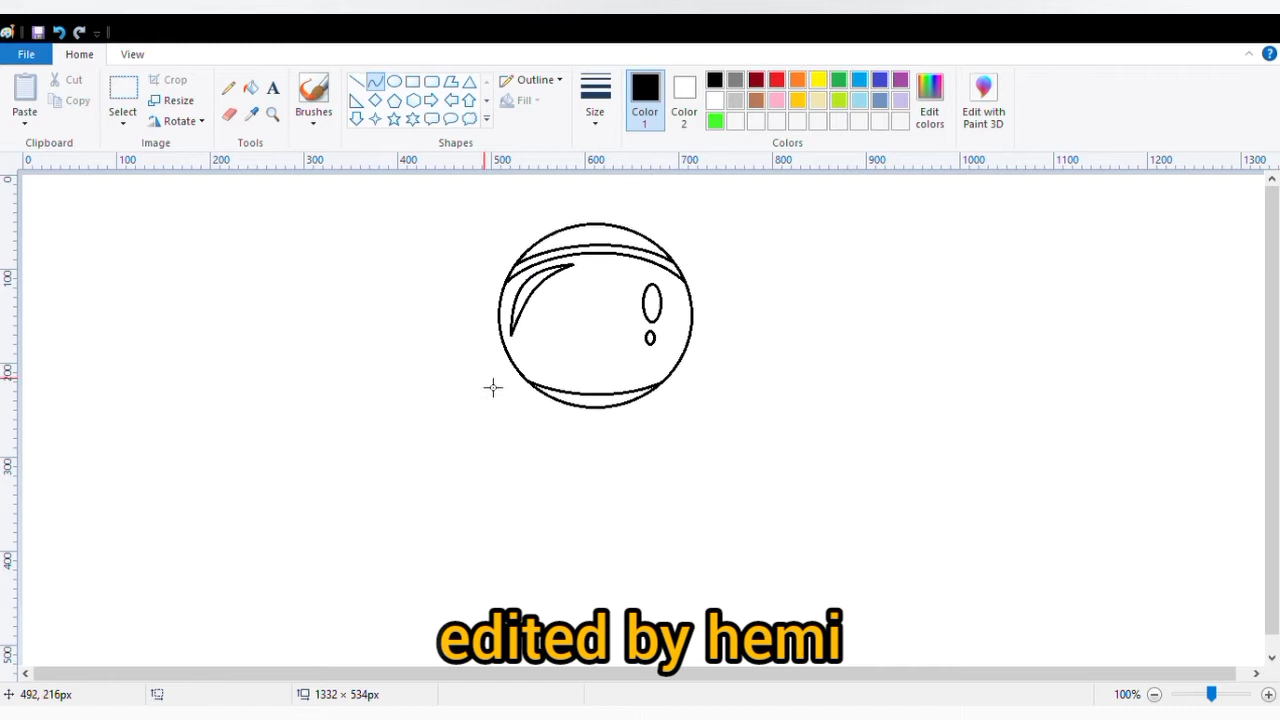 File Home View
Paste Cut Copy Select Crop Resize Rotate Brushes Outline Fill Size Color 1 Color 2 Edit colors Edit with Paint 3D
Clipboard Image Tools Shapes Colors
0 100 200 300 400 500 600 700 800 900 1000 1100 1200 1300
0
100
200
300
400
500
edited by hemi
492, 216px 1332 × 534px 100%